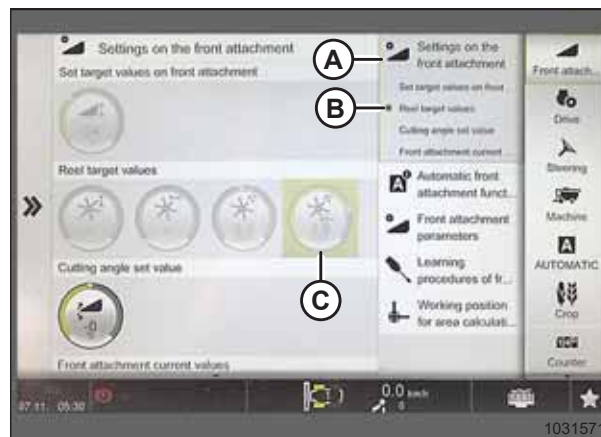 Settings on the front attachment
Set target values on front attachment
Reel target values
Cutting angle set value
-0
Front attachment current values
A
B
C
Settings on the
front attachment
Set target values on front
Reel target values
Cutting angle set value
Front attachment current
Automatic front
attachment funct...
Front attachment
parameters
Learning
procedures of fr...
Working position
for area calculati...
Front attach...
Drive
Steering
Machine
AUTOMATIC
Crop
Counter
07.11. 05:30
0.0 km/h
0
1031571